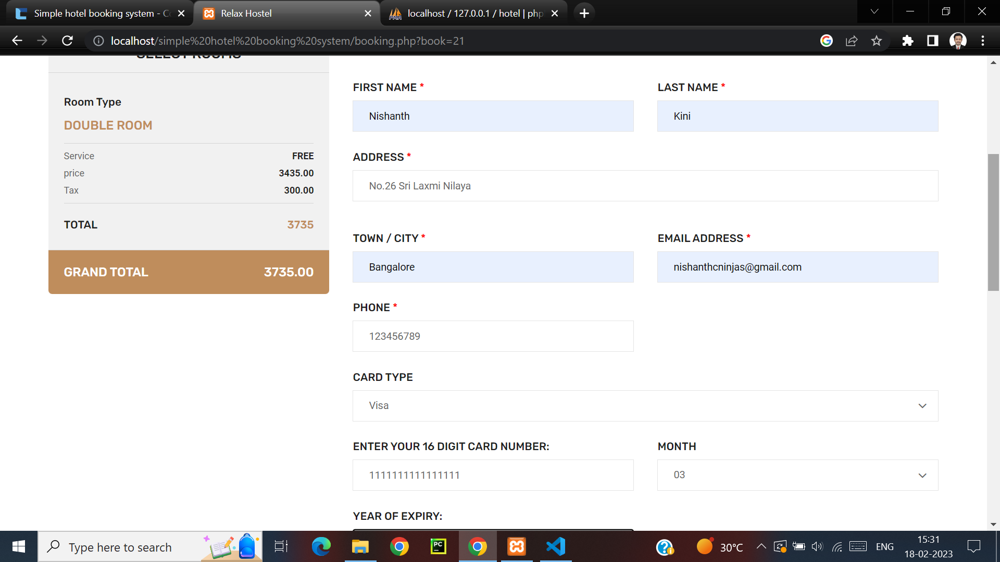 Simple hotel booking system - Co
Relax Hostel
localhost / 127.0.0.1 / hotel | php
localhost/simple%20hotel%20booking%20system/booking.php?book=21
SELECT ROOMS
Room Type
DOUBLE ROOM
Service FREE
price 3435.00
Tax 300.00
TOTAL 3735
GRAND TOTAL 3735.00
FIRST NAME * LAST NAME *
Nishanth Kini
ADDRESS *
No.26 Sri Laxmi Nilaya
TOWN / CITY * EMAIL ADDRESS *
Bangalore nishanthcninjas@gmail.com
PHONE *
123456789
CARD TYPE
Visa
ENTER YOUR 16 DIGIT CARD NUMBER: MONTH
1111111111111111 03
YEAR OF EXPIRY:
Type here to search
PC
30°C
ENG
15:31
18-02-2023